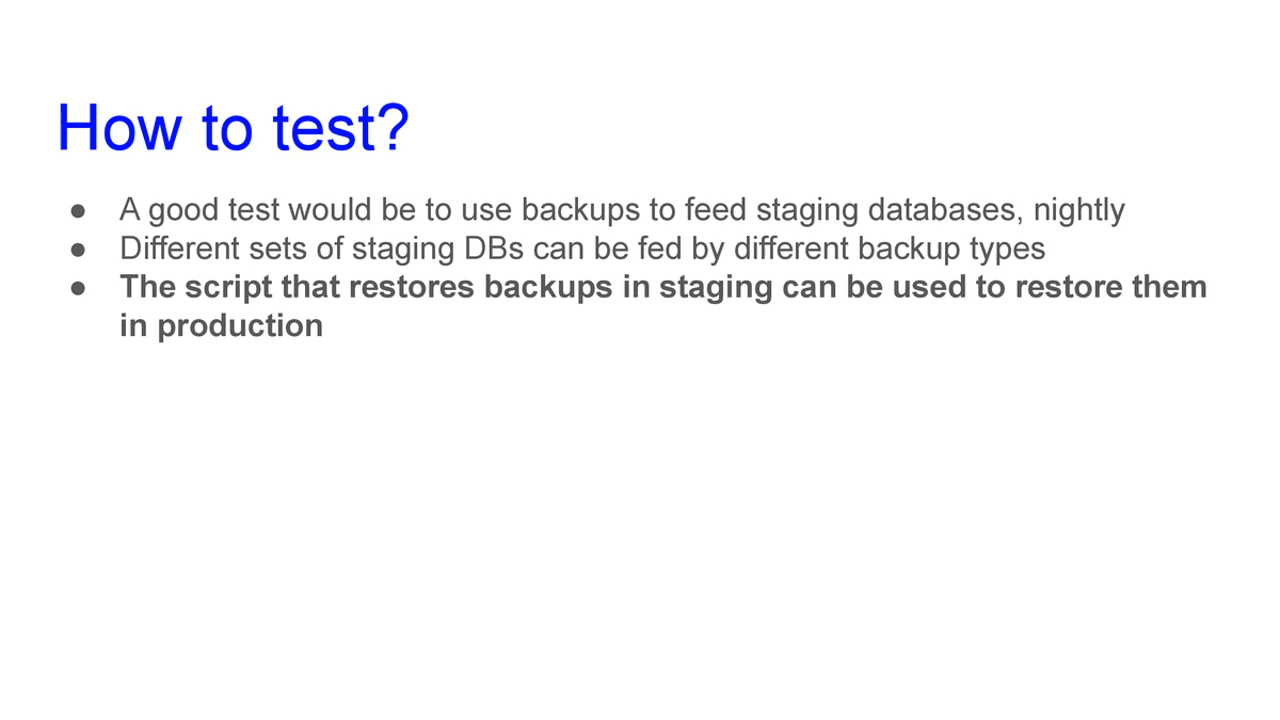 How to test?
● A good test would be to use backups to feed staging databases, nightly
● Different sets of staging DBs can be fed by different backup types
● The script that restores backups in staging can be used to restore them
in production